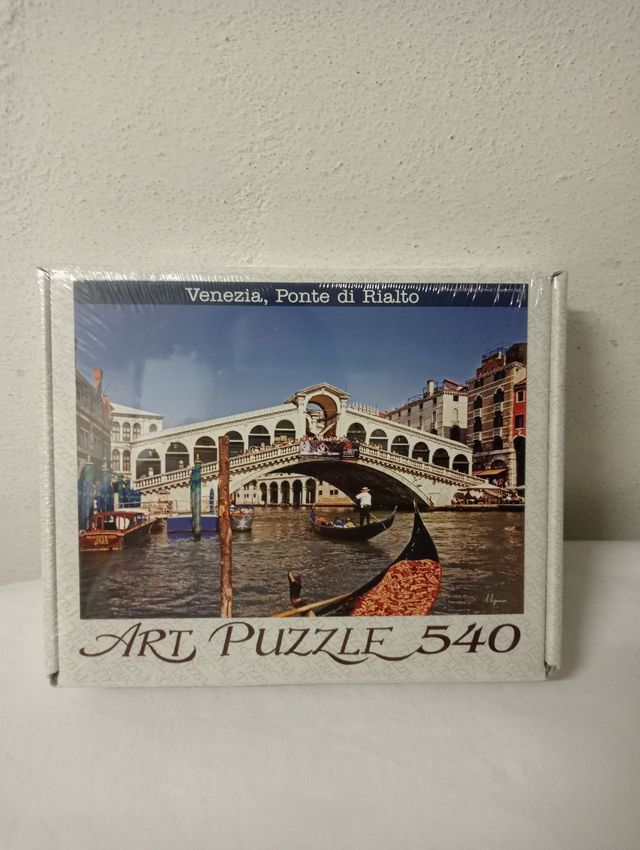 Venezia, Ponte di Rialto
ART PUZZLE 540